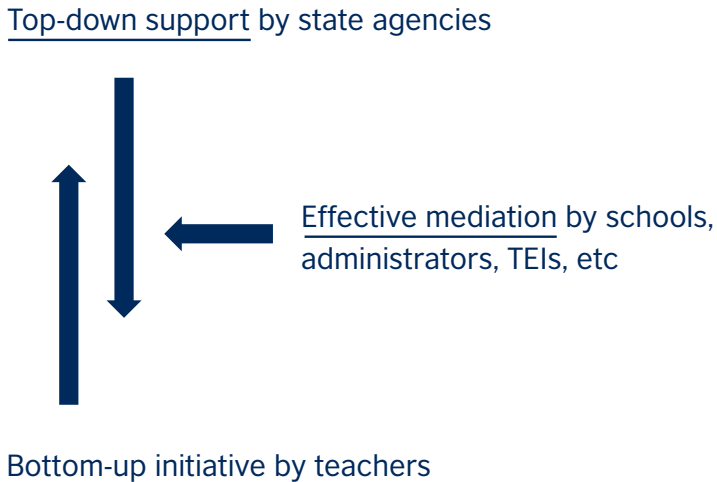 Top-down support by state agencies
Effective mediation by schools,
administrators, TEIs, etc
Bottom-up initiative by teachers